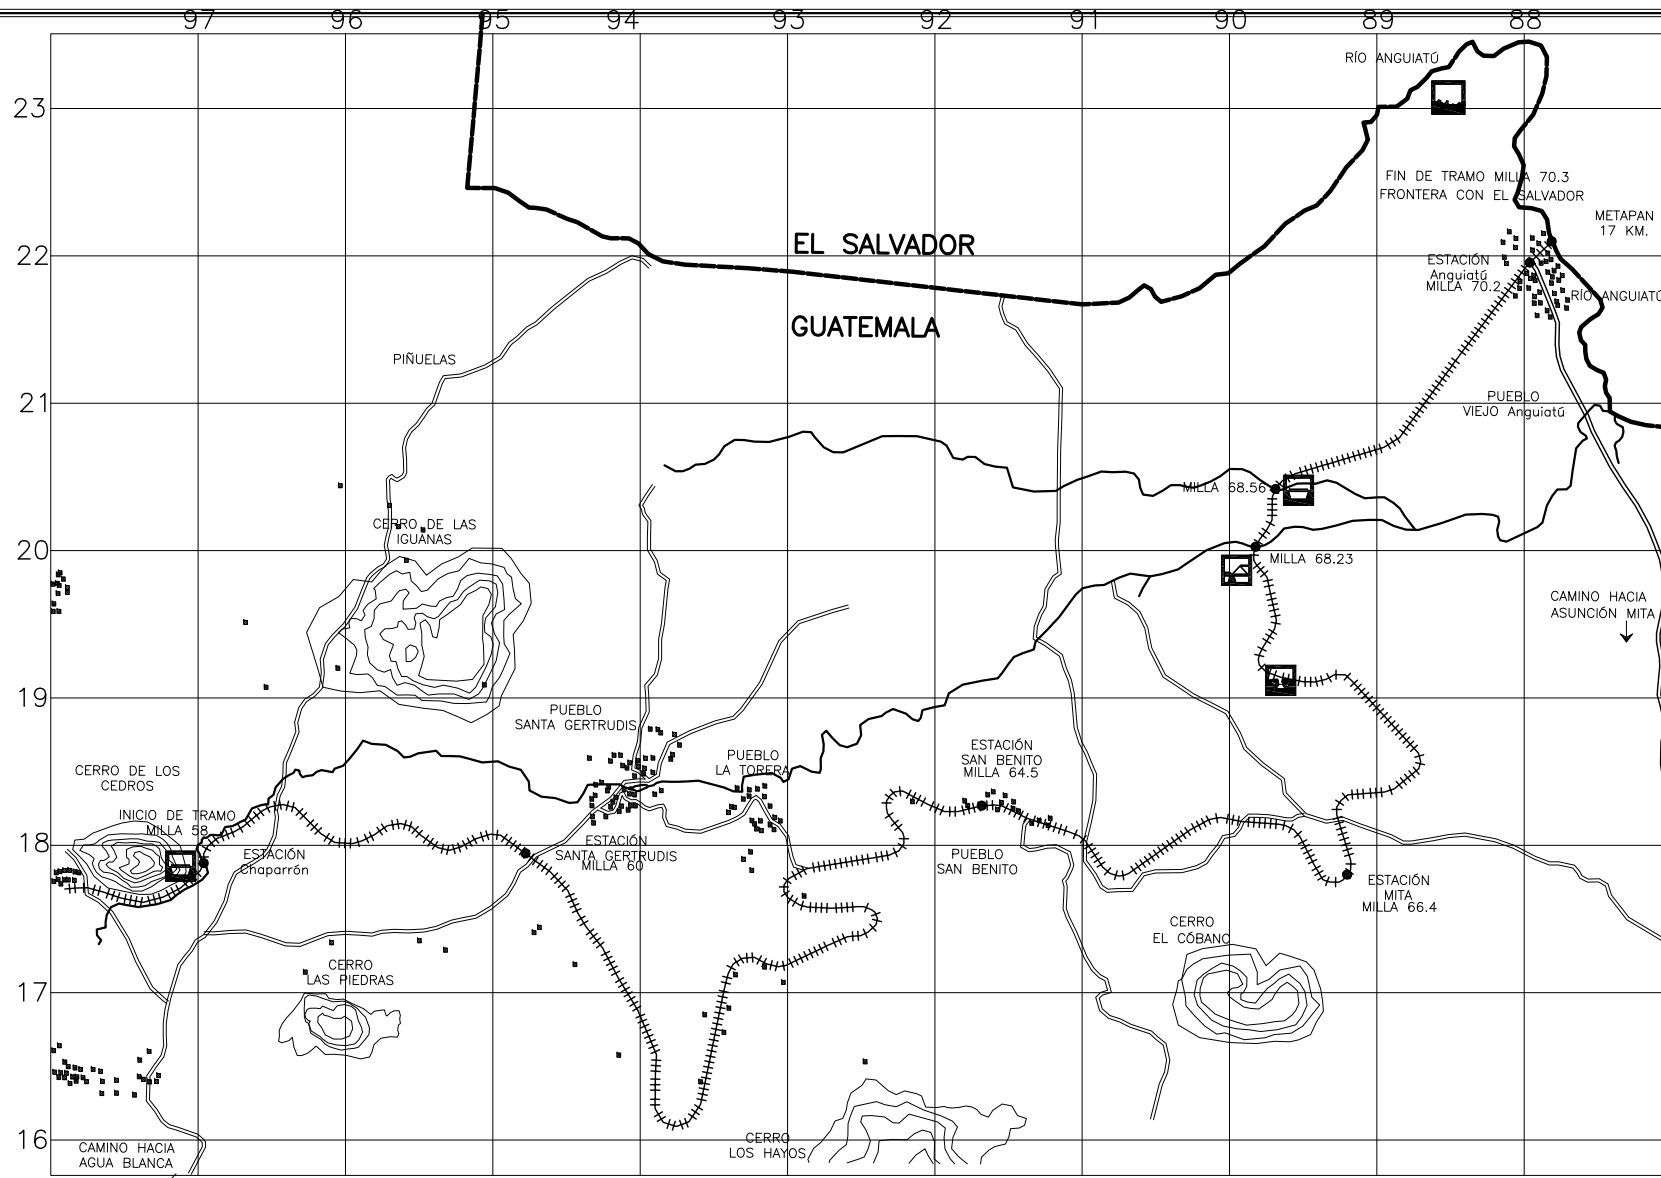 97 96 95 94 93 92 91 90 89 88
RÍO ANGUIATÚ
23
FIN DE TRAMO MILLA 70.3
FRONTERA CON EL SALVADOR
METAPAN
17 KM.
EL SALVADOR
22
ESTACIÓN
Anguiatú
MILLA 70.2
RÍO ANGUIATÚ
GUATEMALA
PIÑUELAS
21
PUEBLO
VIEJO Anguiatú
MILLA 68.56
CERRO DE LAS
IGUANAS
20
MILLA 68.23
CAMINO HACIA
ASUNCIÓN MITA
19
PUEBLO
SANTA GERTRUDIS
PUEBLO
LA TORERA
ESTACIÓN
SAN BENITO
MILLA 64.5
CERRO DE LOS
CEDROS
INICIO DE TRAMO
MILLA 58
18
ESTACIÓN
Chaparrón
ESTACIÓN
SANTA GERTRUDIS
MILLA 60
PUEBLO
SAN BENITO
ESTACIÓN
MITA
MILLA 66.4
CERRO
EL CÓBANO
CERRO
LAS PIEDRAS
17
16
CAMINO HACIA
AGUA BLANCA
CERRO
LOS HAYOS